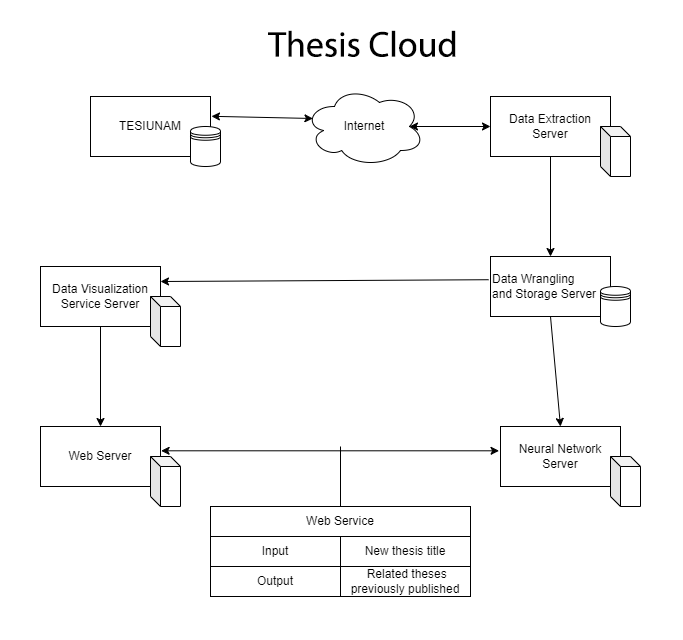 Thesis Cloud
TESIUNAM
Internet
Data Extraction
Server
Data Visualization
Service Server
Data Wrangling
and Storage Server
Web Server
Neural Network
Server
Web Service
Input
New thesis title
Output
Related theses
previously published